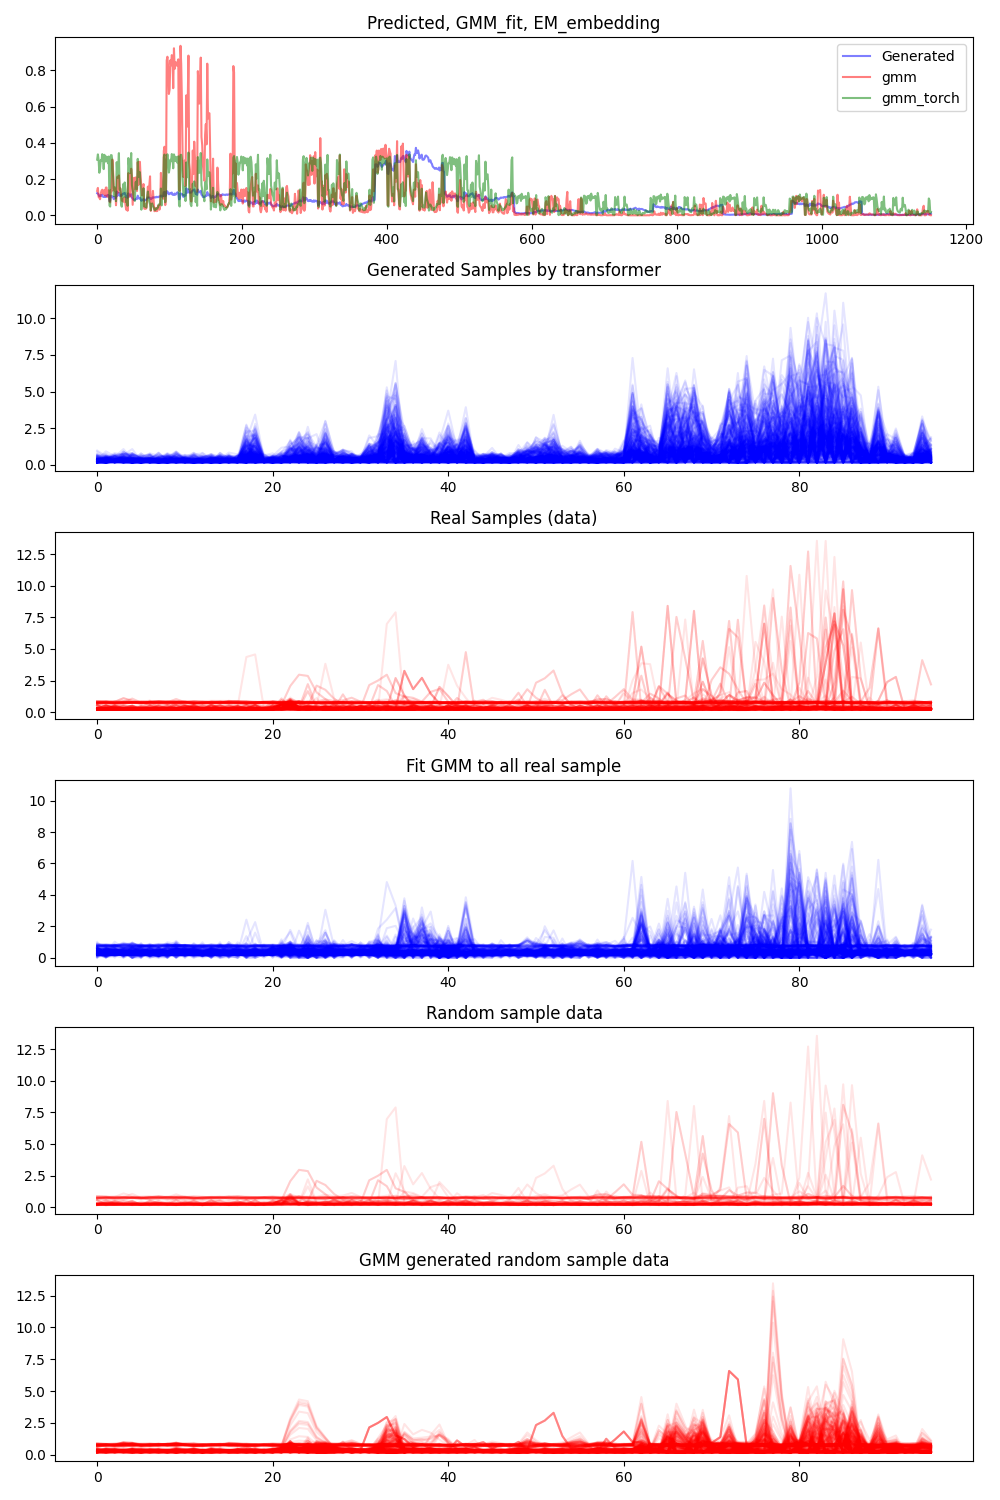 Predicted, GMM_fit, EM_embedding
0.8
0.6
0.4
0.2
0.0
Generated
gmm
gmm_torch
0 200 400 600 800 1000 1200
Generated Samples by transformer
10.0
7.5
5.0
2.5
0.0
0 20 40 60 80
Real Samples (data)
12.5
10.0
7.5
5.0
2.5
0.0
0 20 40 60 80
Fit GMM to all real sample
10
8
6
4
2
0
0 20 40 60 80
Random sample data
12.5
10.0
7.5
5.0
2.5
0.0
0 20 40 60 80
GMM generated random sample data
12.5
10.0
7.5
5.0
2.5
0.0
0 20 40 60 80